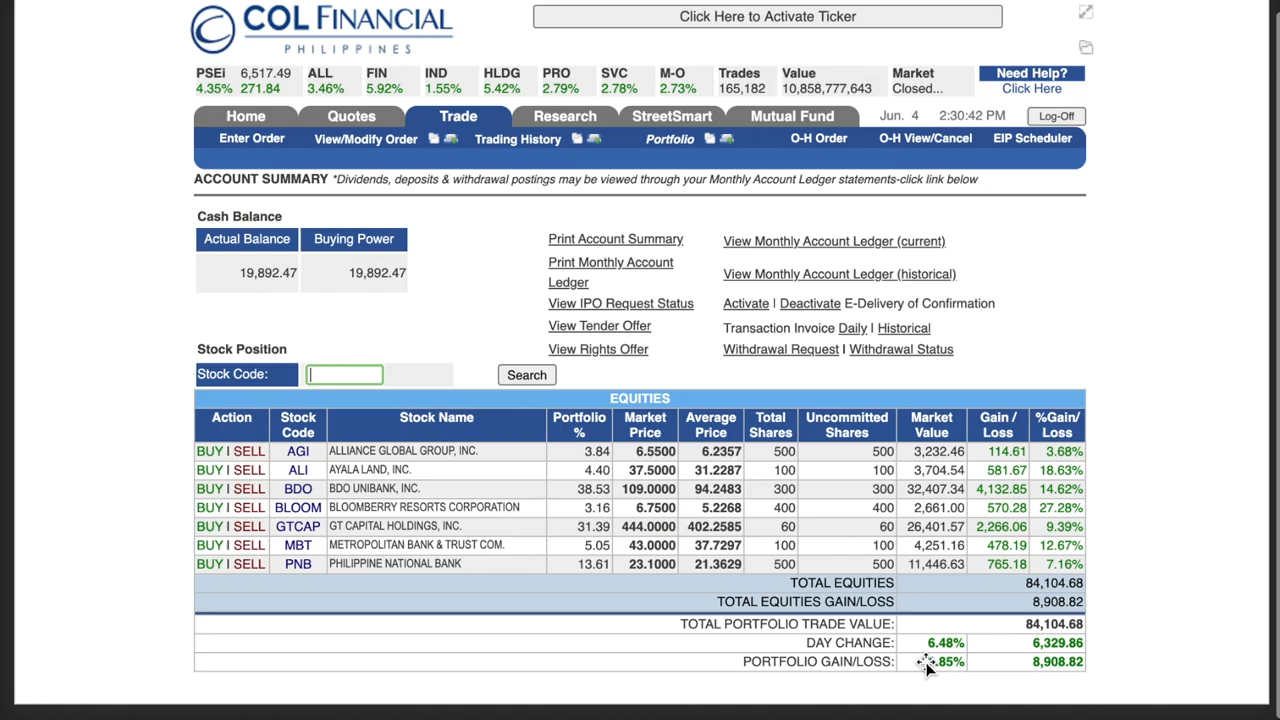 COL FINANCIAL
PHILIPPINES
Click Here to Activate Ticker
PSEi 6,517.49 ALL FIN IND HLDG PRO SVC M-O Trades Value Market Need Help?
4.35% 271.84 3.46% 5.92% 1.55% 5.42% 2.79% 2.78% 2.73% 165,182 10,858,777,643 Closed... Click Here
Home Quotes Trade Research StreetSmart Mutual Fund Jun. 4 2:30:42 PM Log-Off
Enter Order View/Modify Order Trading History Portfolio O-H Order O-H View/Cancel EIP Scheduler
ACCOUNT SUMMARY *Dividends, deposits & withdrawal postings may be viewed through your Monthly Account Ledger statements-click link below
Cash Balance
Actual Balance Buying Power
19,892.47 19,892.47
Print Account Summary
Print Monthly Account
Ledger
View IPO Request Status
View Tender Offer
View Rights Offer
View Monthly Account Ledger (current)
View Monthly Account Ledger (historical)
Activate | Deactivate E-Delivery of Confirmation
Transaction Invoice Daily | Historical
Withdrawal Request | Withdrawal Status
Stock Position
Stock Code: Search
EQUITIES
Action Stock Code Stock Name Portfolio % Market Price Average Price Total Shares Uncommitted Shares Market Value Gain / Loss %Gain/ Loss
BUY | SELL AGI ALLIANCE GLOBAL GROUP, INC. 3.84 6.5500 6.2357 500 500 3,232.46 114.61 3.68%
BUY | SELL ALI AYALA LAND, INC. 4.40 37.5000 31.2287 100 100 3,704.54 581.67 18.63%
BUY | SELL BDO BDO UNIBANK, INC. 38.53 109.0000 94.2483 300 300 32,407.34 4,132.85 14.62%
BUY | SELL BLOOM BLOOMBERRY RESORTS CORPORATION 3.16 6.7500 5.2268 400 400 2,661.00 570.28 27.28%
BUY | SELL GTCAP GT CAPITAL HOLDINGS, INC. 31.39 444.0000 402.2585 60 60 26,401.57 2,266.06 9.39%
BUY | SELL MBT METROPOLITAN BANK & TRUST COM. 5.05 43.0000 37.7297 100 100 4,251.16 478.19 12.67%
BUY | SELL PNB PHILIPPINE NATIONAL BANK 13.61 23.1000 21.3629 500 500 11,446.63 765.18 7.16%
TOTAL EQUITIES 84,104.68
TOTAL EQUITIES GAIN/LOSS 8,908.82
TOTAL PORTFOLIO TRADE VALUE: 84,104.68
DAY CHANGE: 6.48% 6,329.86
PORTFOLIO GAIN/LOSS: .85% 8,908.82